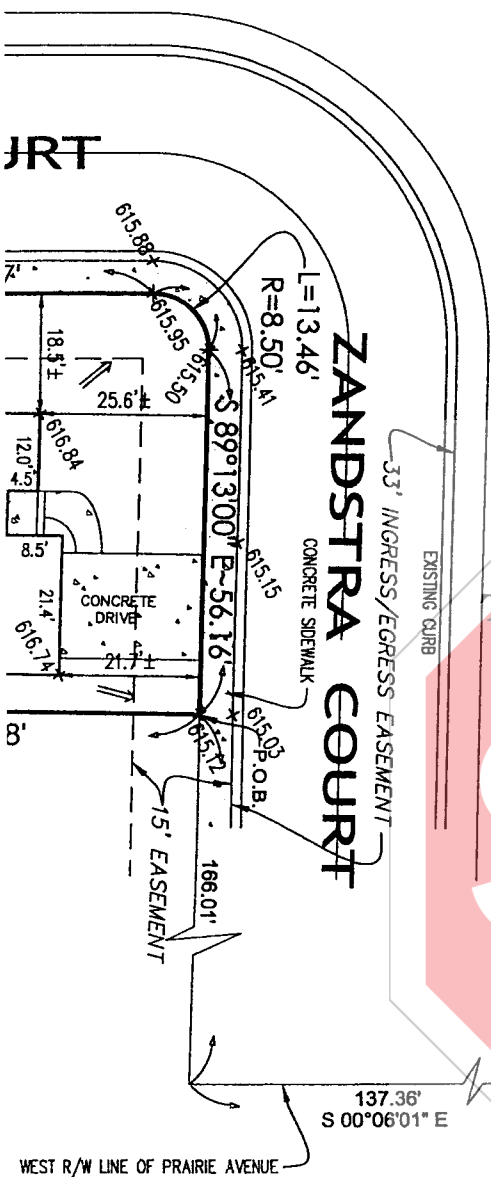 URT
615.88
7'
615.95
L=13.46'
R=8.50'
18.5'±
615.50
615.41
25.6'±
ZANDSTRA COURT
616.84
S 89°13'00" E~56.16'
33' INGRESS/EGRESS EASEMENT
12.0'
4.5'
8.5'
615.15
CONCRETE SIDEWALK
EXISTING CURB
CONCRETE
DRIVE
21.4'
616.74
21.7'±
8'
615.03
615.12
P.O.B.
15' EASEMENT
166.01'
137.36'
S 00°06'01" E
WEST R/W LINE OF PRAIRIE AVENUE